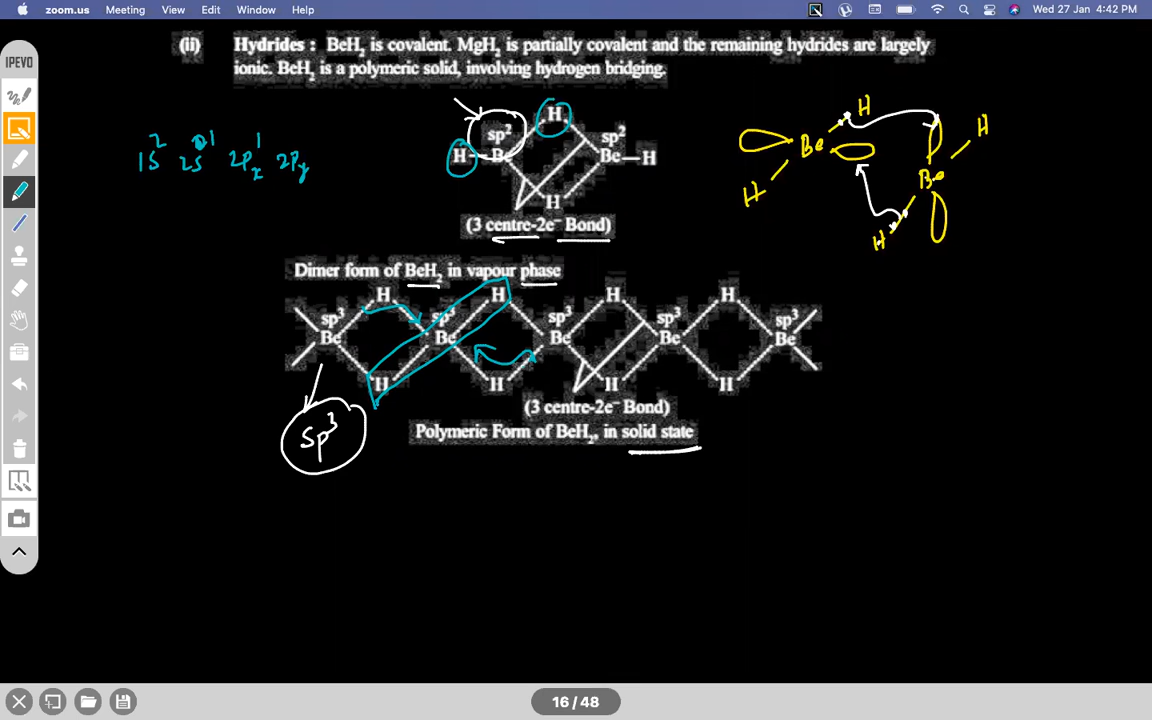 zoom.us Meeting View Edit Window Help Wed 27 Jan 4:42 PM
IPEVO
(ii) Hydrides : BeH₂ is covalent. MgH₂ is partially covalent and the remaining hydrides are largely
ionic. BeH₂ is a polymeric solid, involving hydrogen bridging.
H
sp² sp²
H Be Be H
H
(3 centre-2e⁻ Bond)
1S² 2S¹ 2Pₓ¹ 2Pᵧ
H
H
Be
Be
H
H
Dimer form of BeH₂ in vapour phase
H H H H
sp³ sp³ sp³ sp³ sp³
Be Be Be Be Be
H H H H
(3 centre-2e⁻ Bond)
Polymeric Form of BeH₂, in solid state
sp³
16 / 48